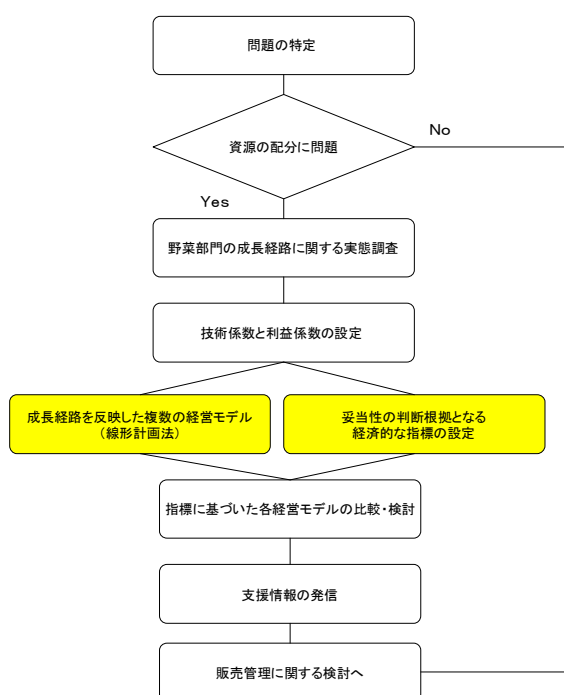 問題の特定
資源の配分に問題
No
Yes
野菜部門の成長経路に関する実態調査
技術係数と利益係数の設定
成長経路を反映した複数の経営モデル
（線形計画法）
妥当性の判断根拠となる
経済的な指標の設定
指標に基づいた各経営モデルの比較・検討
支援情報の発信
販売管理に関する検討へ